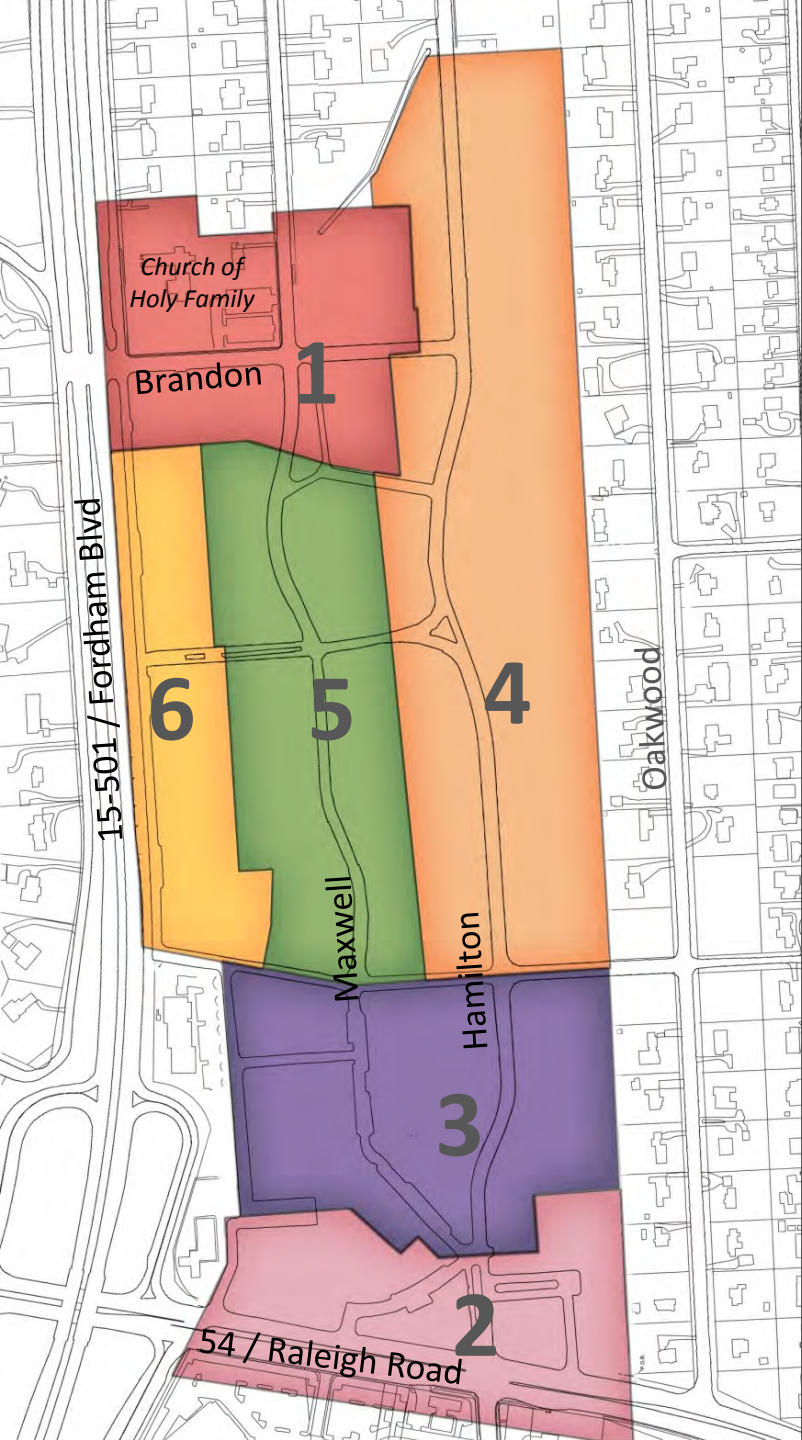 Church of
Holy Family
Brandon
1
15-501 / Fordham Blvd
6
5
4
Oakwood
Maxwell
Hamilton
3
2
54 / Raleigh Road